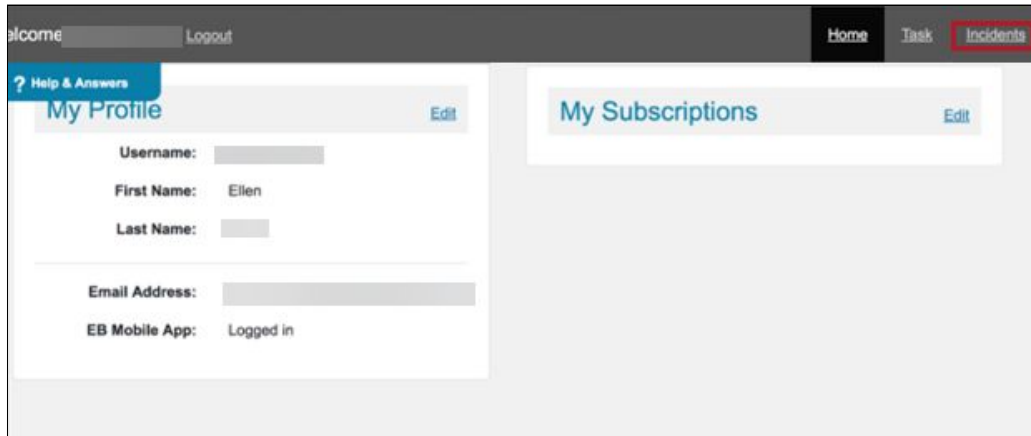 elcome Logout Home Task Incidents
? Help & Answers
My Profile Edit
Username:
First Name: Ellen
Last Name:
Email Address:
EB Mobile App: Logged in
My Subscriptions Edit